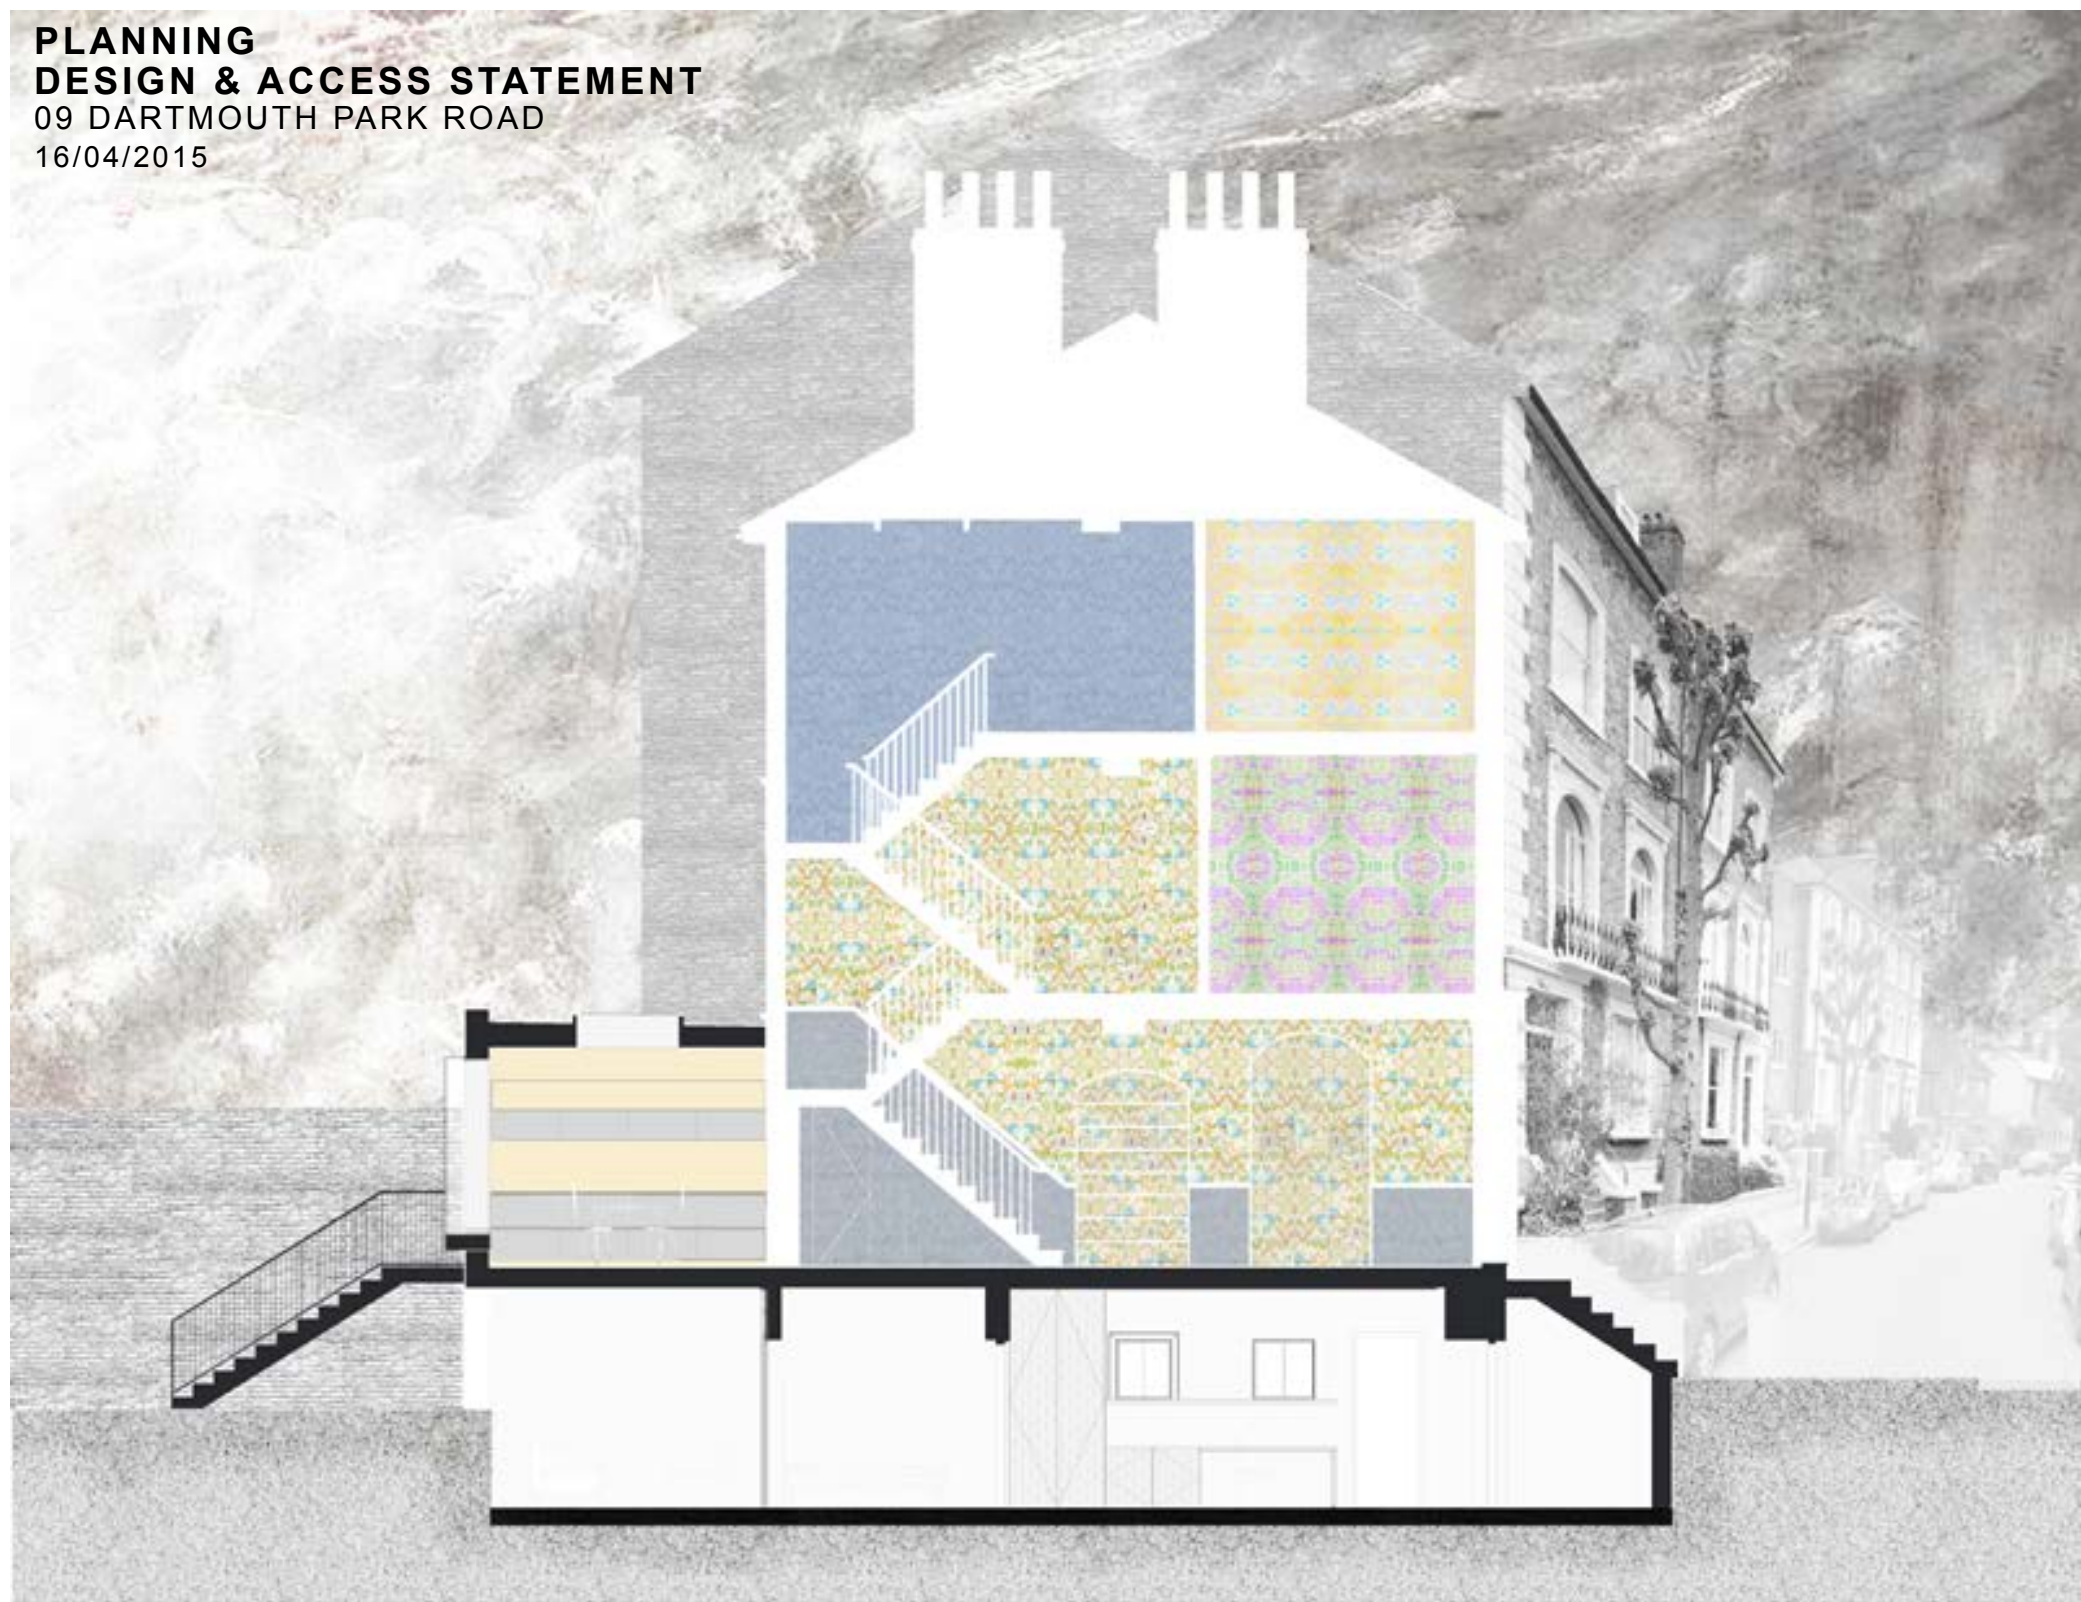 PLANNING
DESIGN & ACCESS STATEMENT
09 DARTMOUTH PARK ROAD
16/04/2015